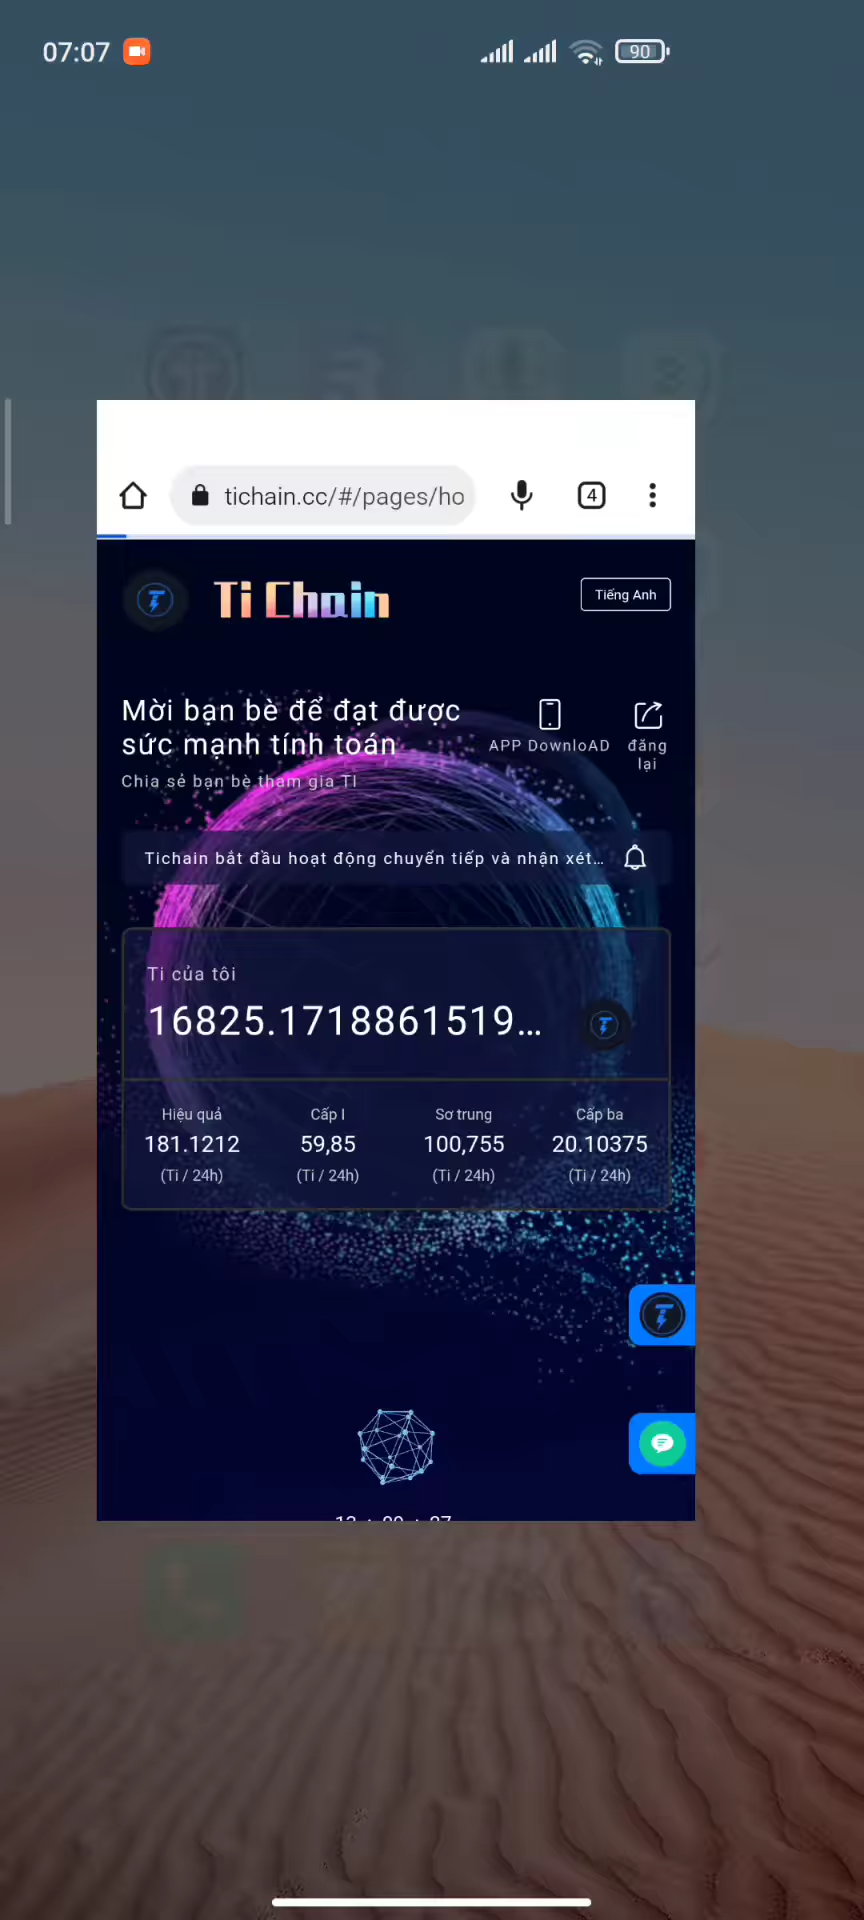 07:07
90
tichain.cc/#/pages/ho
4
Ti Chain
Tiếng Anh
Mời bạn bè để đạt được
sức mạnh tính toán
Chia sẻ bạn bè tham gia TI
APP DownloAD
đăng
lại
Tichain bắt đầu hoạt động chuyển tiếp và nhận xét...
Ti của tôi
16825.1718861519...
Hiệu quả
Cấp I
Sơ trung
Cấp ba
181.1212
59,85
100,755
20.10375
(Ti / 24h)
(Ti / 24h)
(Ti / 24h)
(Ti / 24h)